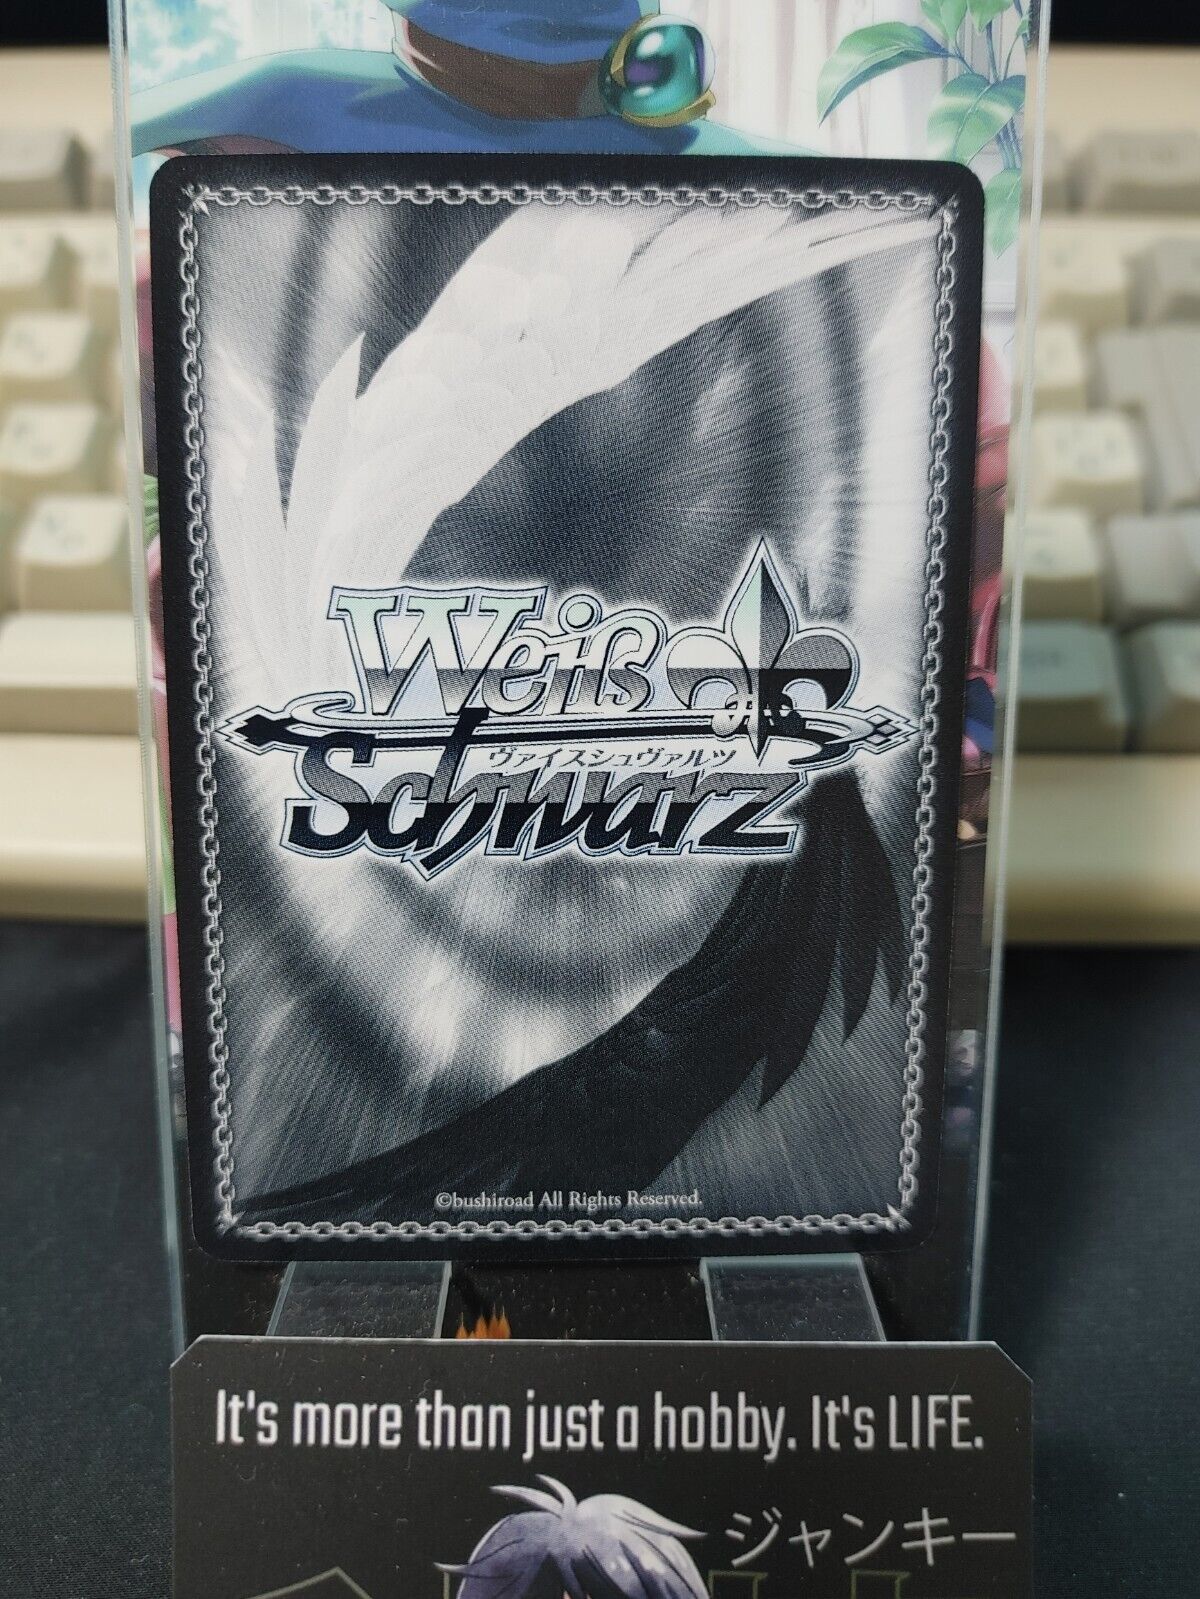 Weiß
ヴァイスシュヴァルツ
Schwarz
©bushiroad All Rights Reserved.
It's more than just a hobby. It's LIFE.
ジャンキー